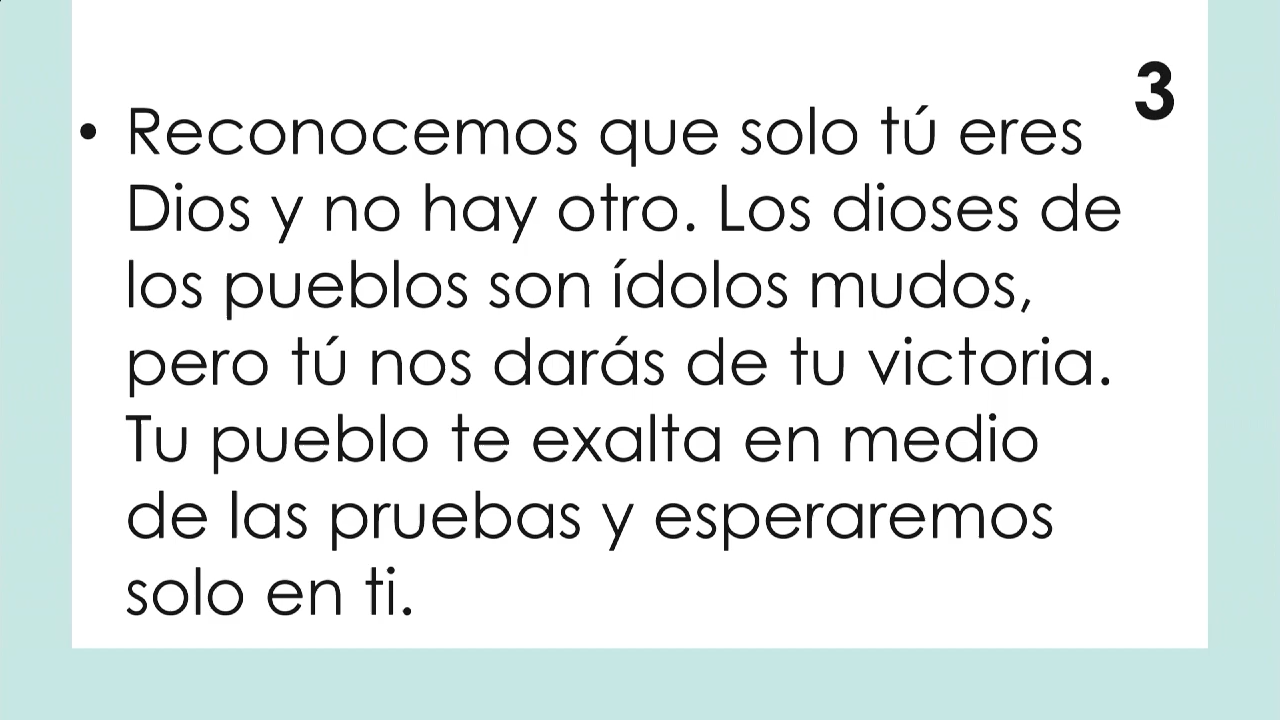 3
• Reconocemos que solo tú eres
Dios y no hay otro. Los dioses de
los pueblos son ídolos mudos,
pero tú nos darás de tu victoria.
Tu pueblo te exalta en medio
de las pruebas y esperaremos
solo en ti.